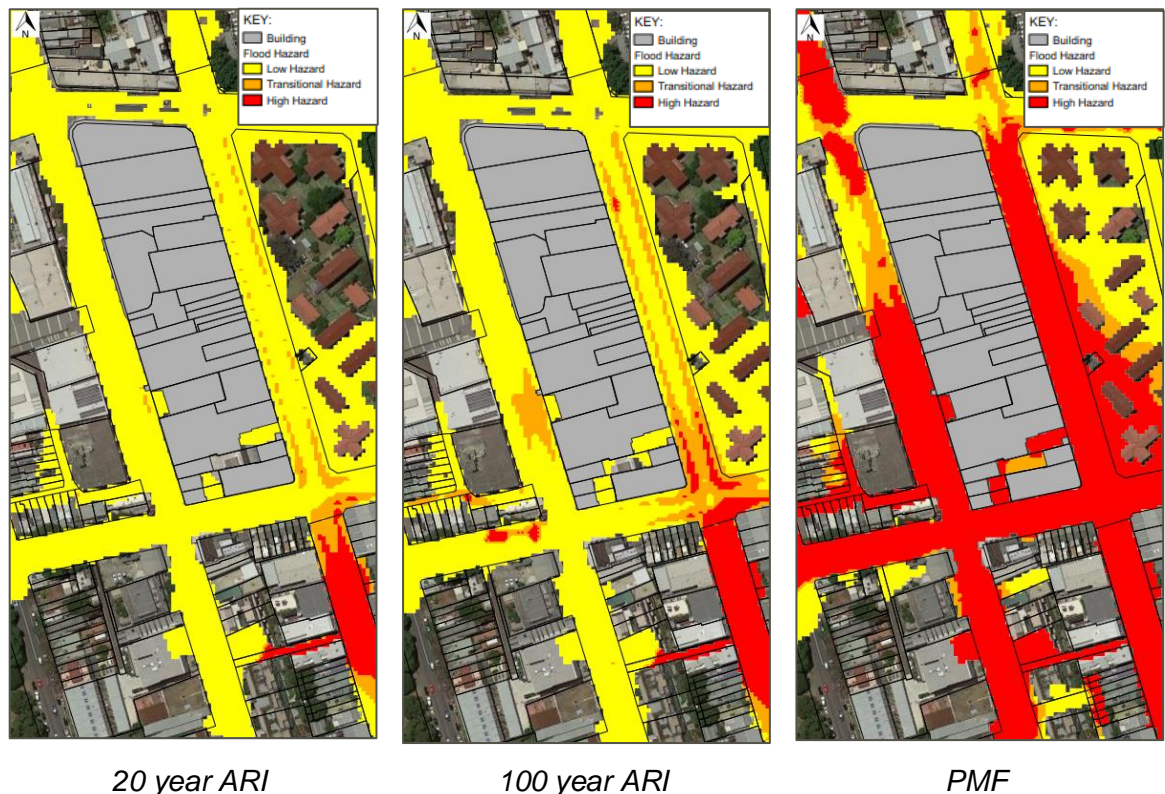 N
KEY:
Building
Flood Hazard
Low Hazard
Transitional Hazard
High Hazard
N
KEY:
Building
Flood Hazard
Low Hazard
Transitional Hazard
High Hazard
N
KEY:
Building
Flood Hazard
Low Hazard
Transitional Hazard
High Hazard
20 year ARI
100 year ARI
PMF